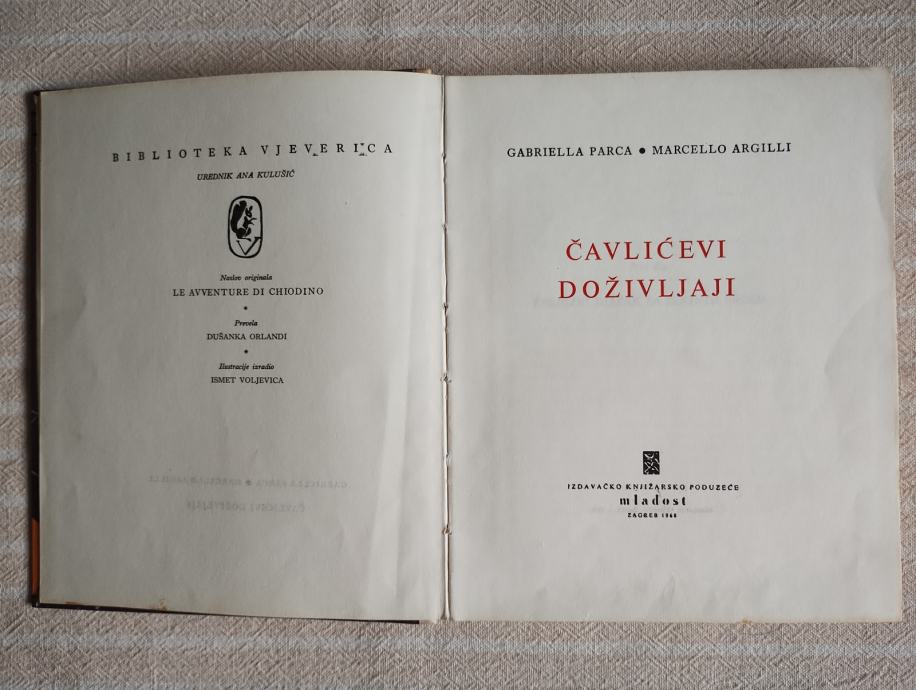 BIBLIOTEKA VJEVERICA
UREDNIK ANA KULUŠIĆ
Naslov originala
LE AVVENTURE DI CHIODINO
*
Prevela
DUŠANKA ORLANDI
*
Ilustracije izradio
ISMET VOLJEVICA
GABRIELLA PARCA ● MARCELLO ARGILLI
ČAVLIĆEVI
DOŽIVLJAJI
IZDAVAČKO KNJIŽARSKO PODUZEĆE
mladost
ZAGREB 1968